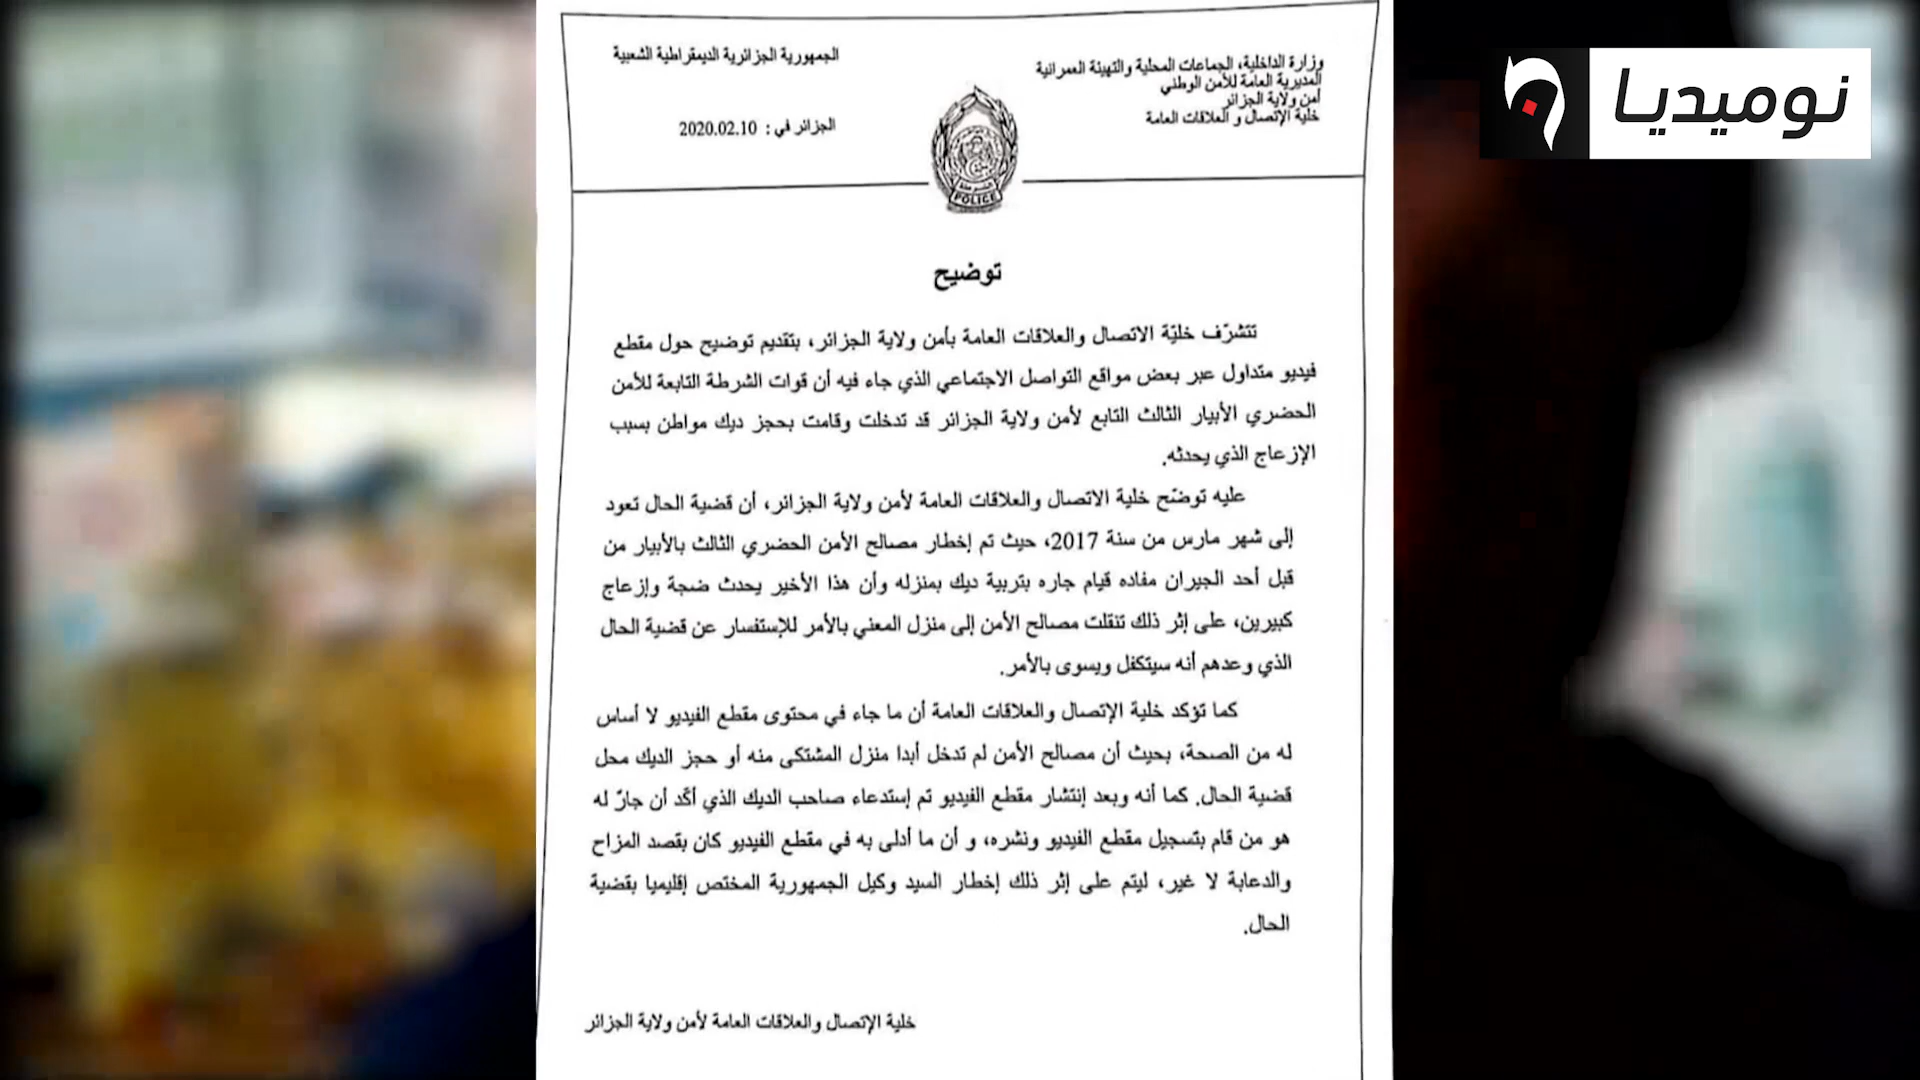 وزارة الداخلية، الجماعات المحلية والتهيئة العمرانية
المديرية العامة للأمن الوطني
أمن ولاية الجزائر
خلية الإتصال و العلاقات العامة
الجمهورية الجزائرية الديمقراطية الشعبية
الجزائر في : 2020.02.10
نوميديا
POLICE
توضيح
تتشرّف خليّة الاتصال والعلاقات العامة بأمن ولاية الجزائر، بتقديم توضيح حول مقطع
فيديو متداول عبر بعض مواقع التواصل الاجتماعي الذي جاء فيه أن قوات الشرطة التابعة للأمن
الحضري الأبيار الثالث التابع لأمن ولاية الجزائر قد تدخلت وقامت بحجز ديك مواطن بسبب
الإزعاج الذي يحدثه.
عليه توضّح خلية الاتصال والعلاقات العامة لأمن ولاية الجزائر، أن قضية الحال تعود
إلى شهر مارس من سنة 2017، حيث تم إخطار مصالح الأمن الحضري الثالث بالأبيار من
قبل أحد الجيران مفاده قيام جاره بتربية ديك بمنزله وأن هذا الأخير يحدث ضجة وإزعاج
كبيرين، على إثر ذلك تنقلت مصالح الأمن إلى منزل المعني بالأمر للإستفسار عن قضية الحال
الذي وعدهم أنه سيتكفل ويسوى بالأمر.
كما تؤكد خلية الإتصال والعلاقات العامة أن ما جاء في محتوى مقطع الفيديو لا أساس
له من الصحة، بحيث أن مصالح الأمن لم تدخل أبدا منزل المشتكى منه أو حجز الديك محل
قضية الحال. كما أنه وبعد إنتشار مقطع الفيديو تم إستدعاء صاحب الديك الذي أكّد أن جارٌ له
هو من قام بتسجيل مقطع الفيديو ونشره، و أن ما أدلى به في مقطع الفيديو كان بقصد المزاح
والدعابة لا غير، ليتم على إثر ذلك إخطار السيد وكيل الجمهورية المختص إقليميا بقضية
الحال.
خلية الإتصال والعلاقات العامة لأمن ولاية الجزائر